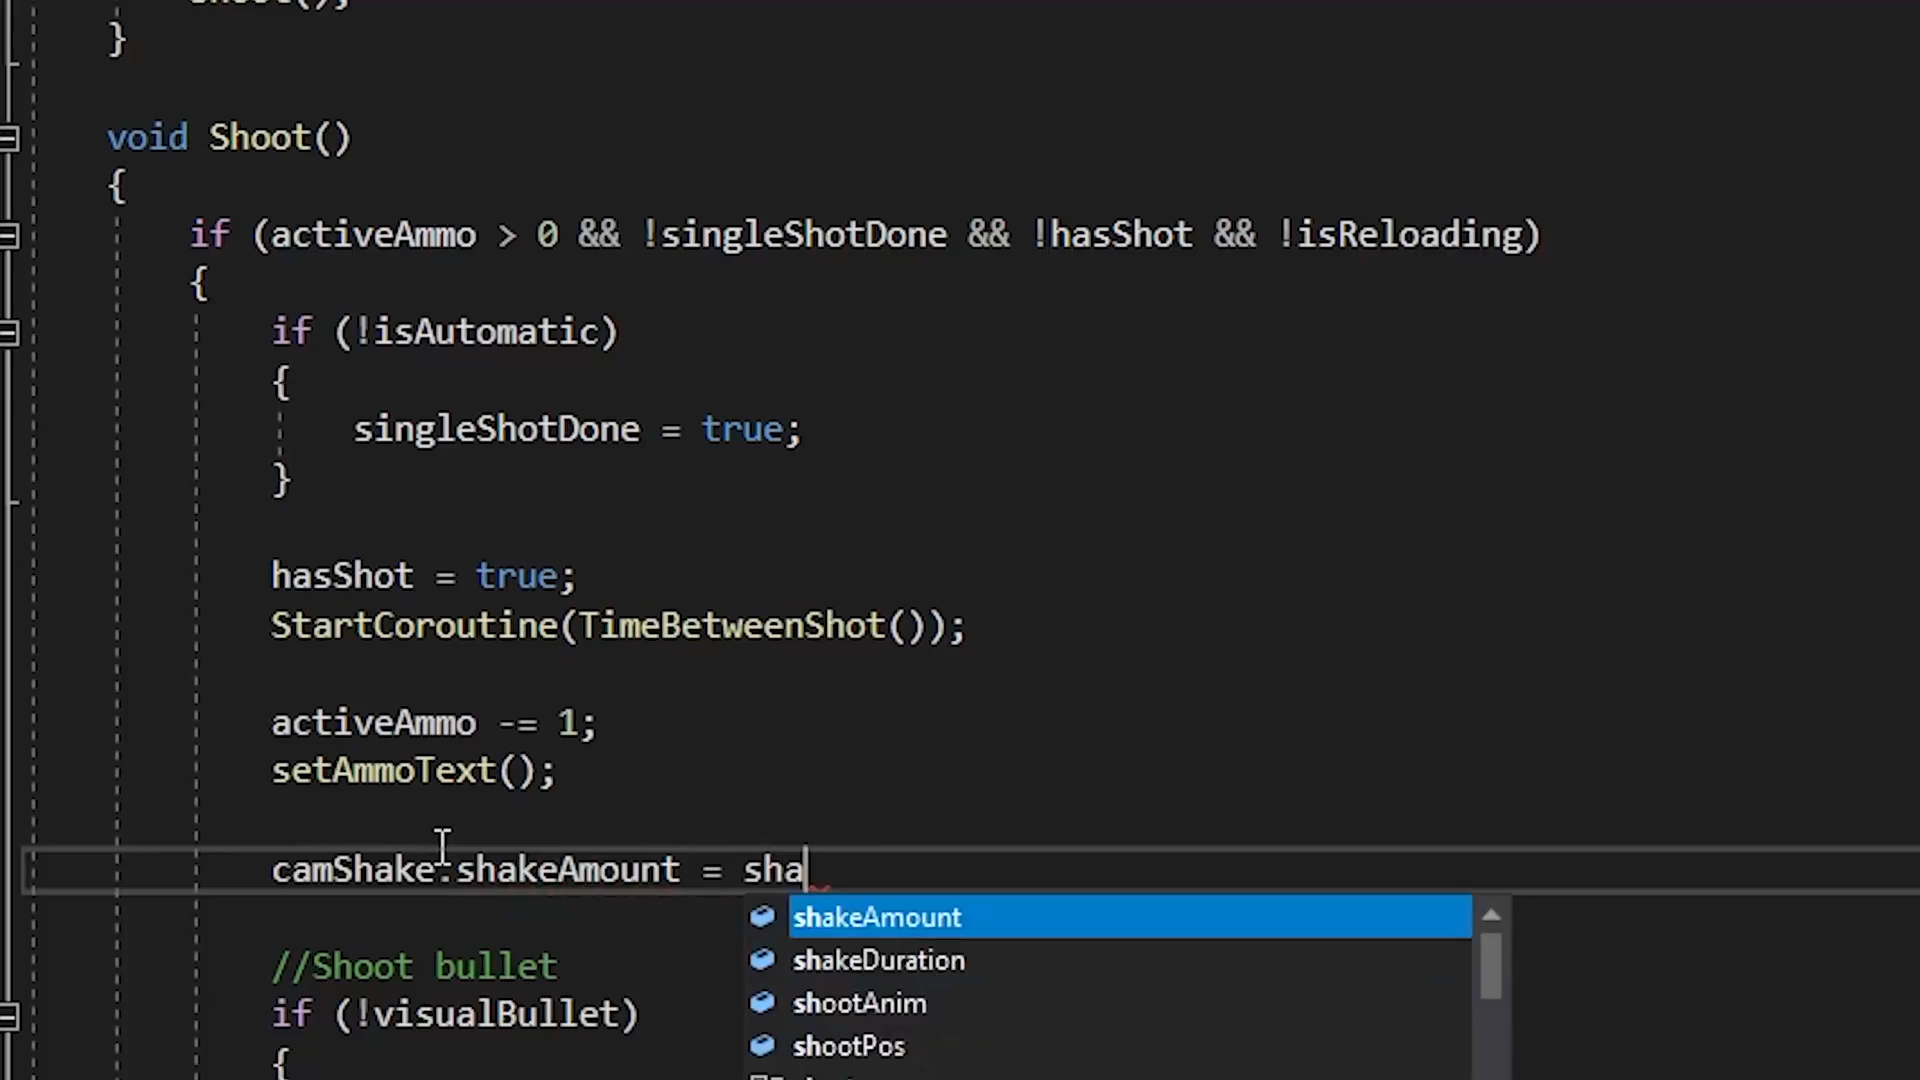 }
void Shoot()
{
if (activeAmmo > 0 && !singleShotDone && !hasShot && !isReloading)
{
if (!isAutomatic)
{
singleShotDone = true;
}
hasShot = true;
StartCoroutine(TimeBetweenShot());
activeAmmo -= 1;
setAmmoText();
camShake.shakeAmount = sha
shakeAmount
shakeDuration
shootAnim
shootPos
//Shoot bullet
if (!visualBullet)
{